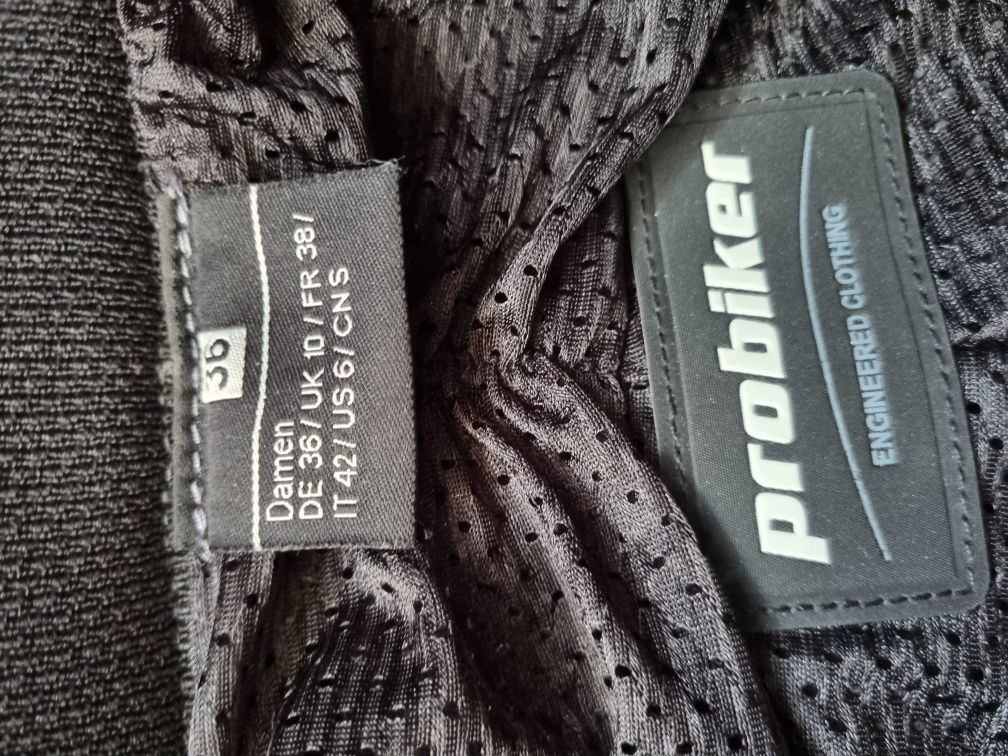 36
Damen
DE 36 / UK 10 / FR 38 /
IT 42 / US 6 / CN S
probiker
ENGINEERED CLOTHING